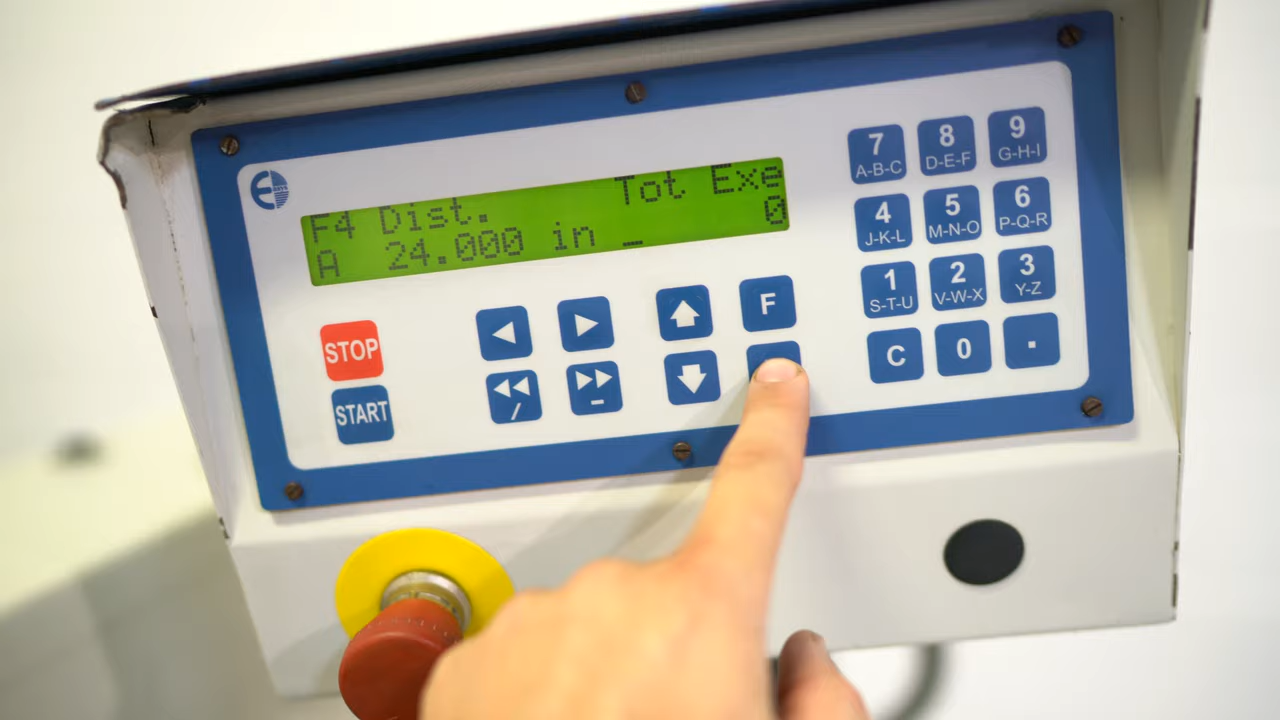 F4 Dist. Tot Exe
A 24.000 in _ 0
STOP
START
/
-
F
7 8 9
A-B-C D-E-F G-H-I
4 5 6
J-K-L M-N-O P-Q-R
1 2 3
S-T-U V-W-X Y-Z
C 0 .